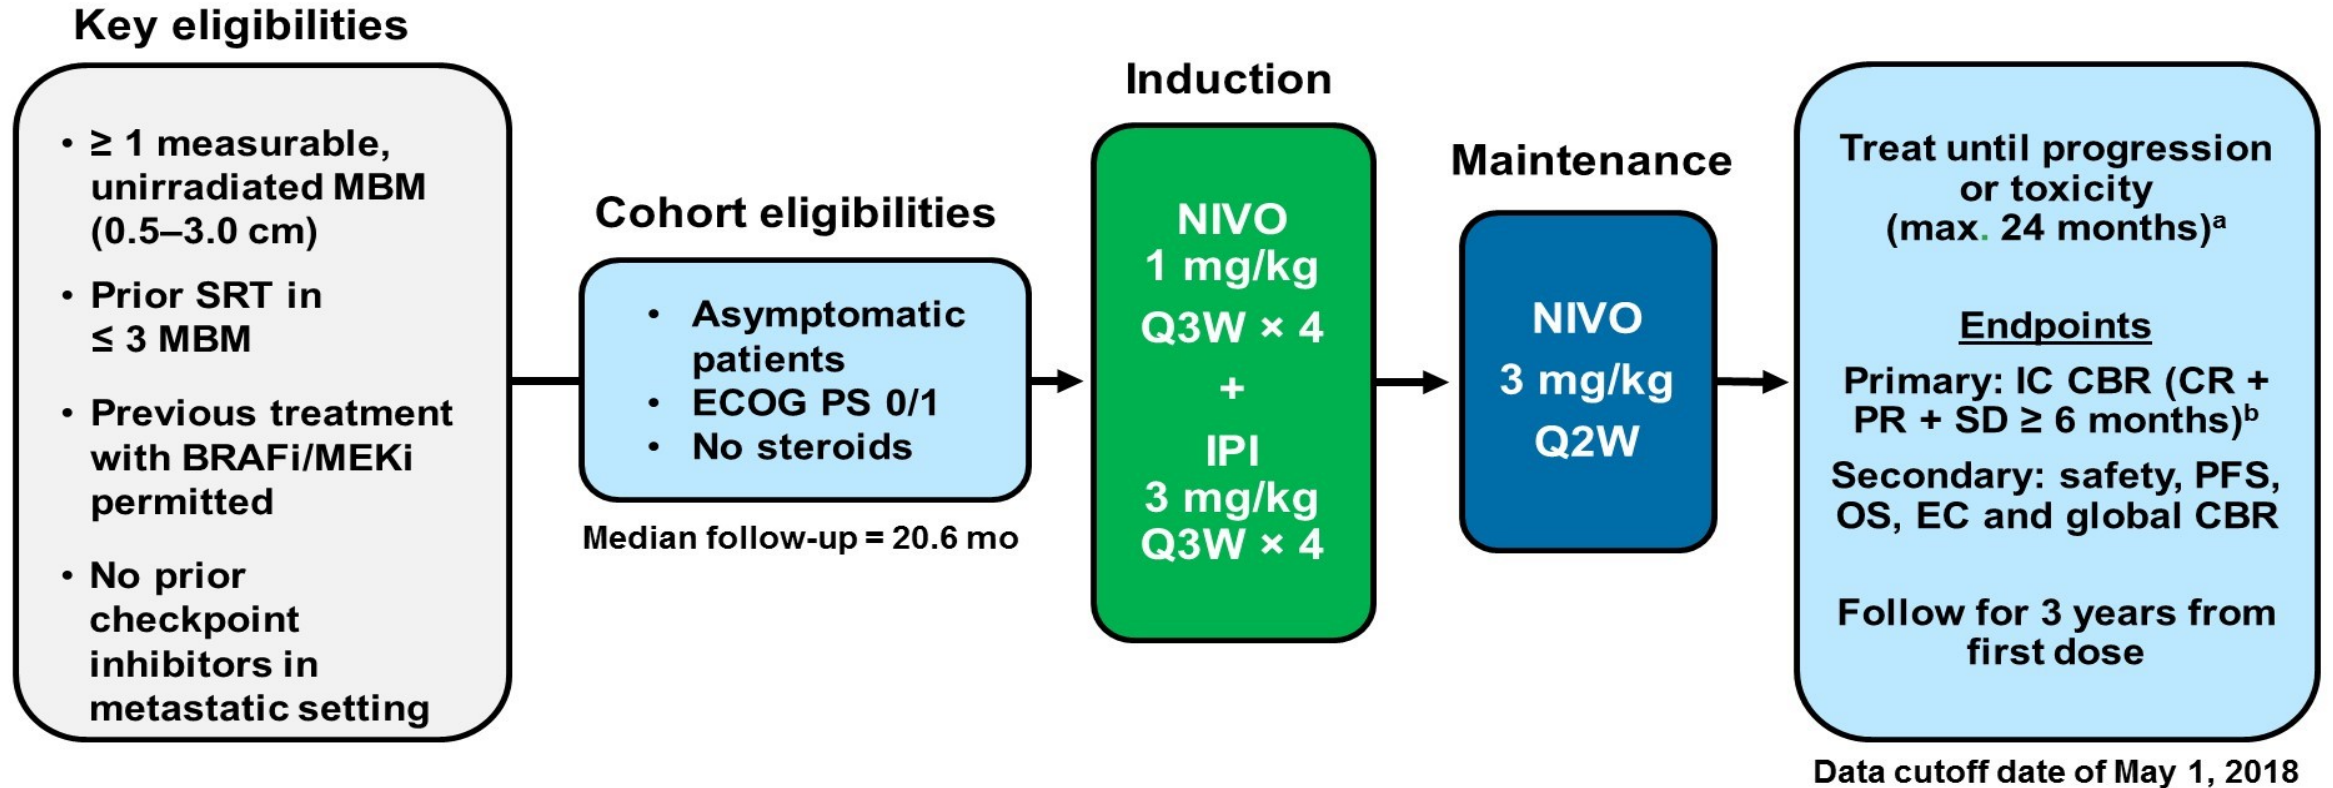 Key eligibilities
• ≥ 1 measurable,
unirradiated MBM
(0.5–3.0 cm)
• Prior SRT in
≤ 3 MBM
• Previous treatment
with BRAFi/MEKi
permitted
• No prior
checkpoint
inhibitors in
metastatic setting
Cohort eligibilities
• Asymptomatic
patients
• ECOG PS 0/1
• No steroids
Median follow-up = 20.6 mo
Induction
NIVO
1 mg/kg
Q3W × 4
+
IPI
3 mg/kg
Q3W × 4
Maintenance
NIVO
3 mg/kg
Q2W
Treat until progression
or toxicity
(max. 24 months)ᵃ
Endpoints
Primary: IC CBR (CR +
PR + SD ≥ 6 months)ᵇ
Secondary: safety, PFS,
OS, EC and global CBR
Follow for 3 years from
first dose
Data cutoff date of May 1, 2018